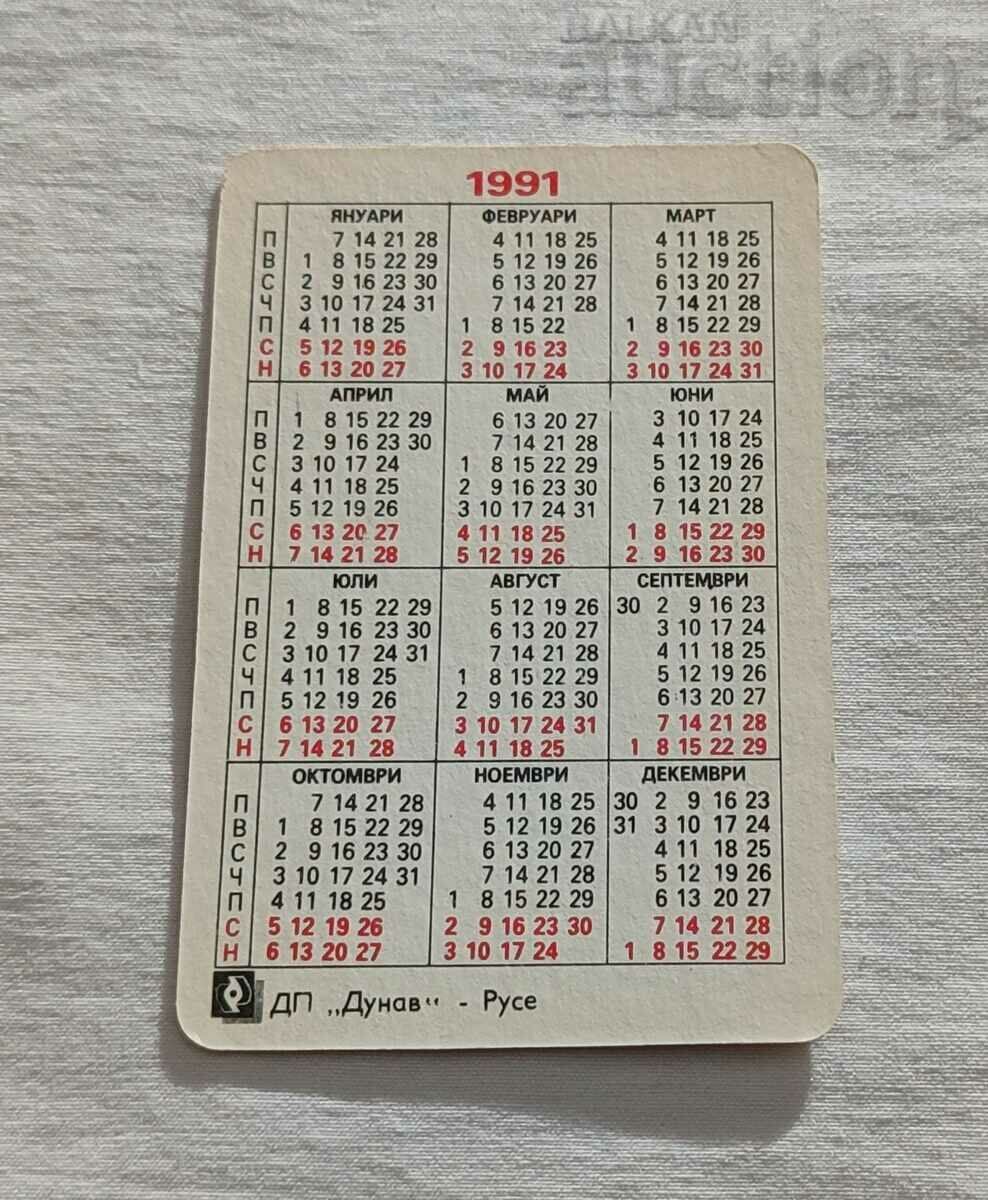 BALKAN
auction
1991
ЯНУАРИ ФЕВРУАРИ МАРТ
П 7 14 21 28 4 11 18 25 4 11 18 25
В 1 8 15 22 29 5 12 19 26 5 12 19 26
С 2 9 16 23 30 6 13 20 27 6 13 20 27
Ч 3 10 17 24 31 7 14 21 28 7 14 21 28
П 4 11 18 25 1 8 15 22 1 8 15 22 29
С 5 12 19 26 2 9 16 23 2 9 16 23 30
Н 6 13 20 27 3 10 17 24 3 10 17 24 31
АПРИЛ МАЙ ЮНИ
П 1 8 15 22 29 6 13 20 27 3 10 17 24
В 2 9 16 23 30 7 14 21 28 4 11 18 25
С 3 10 17 24 1 8 15 22 29 5 12 19 26
Ч 4 11 18 25 2 9 16 23 30 6 13 20 27
П 5 12 19 26 3 10 17 24 31 7 14 21 28
С 6 13 20 27 4 11 18 25 1 8 15 22 29
Н 7 14 21 28 5 12 19 26 2 9 16 23 30
ЮЛИ АВГУСТ СЕПТЕМВРИ
П 1 8 15 22 29 5 12 19 26 30 2 9 16 23
В 2 9 16 23 30 6 13 20 27 3 10 17 24
С 3 10 17 24 31 7 14 21 28 4 11 18 25
Ч 4 11 18 25 1 8 15 22 29 5 12 19 26
П 5 12 19 26 2 9 16 23 30 6 13 20 27
С 6 13 20 27 3 10 17 24 31 7 14 21 28
Н 7 14 21 28 4 11 18 25 1 8 15 22 29
ОКТОМВРИ НОЕМВРИ ДЕКЕМВРИ
П 7 14 21 28 4 11 18 25 30 2 9 16 23
В 1 8 15 22 29 5 12 19 26 31 3 10 17 24
С 2 9 16 23 30 6 13 20 27 4 11 18 25
Ч 3 10 17 24 31 7 14 21 28 5 12 19 26
П 4 11 18 25 1 8 15 22 29 6 13 20 27
С 5 12 19 26 2 9 16 23 30 7 14 21 28
Н 6 13 20 27 3 10 17 24 1 8 15 22 29
ДП „Дунав“ - Русе